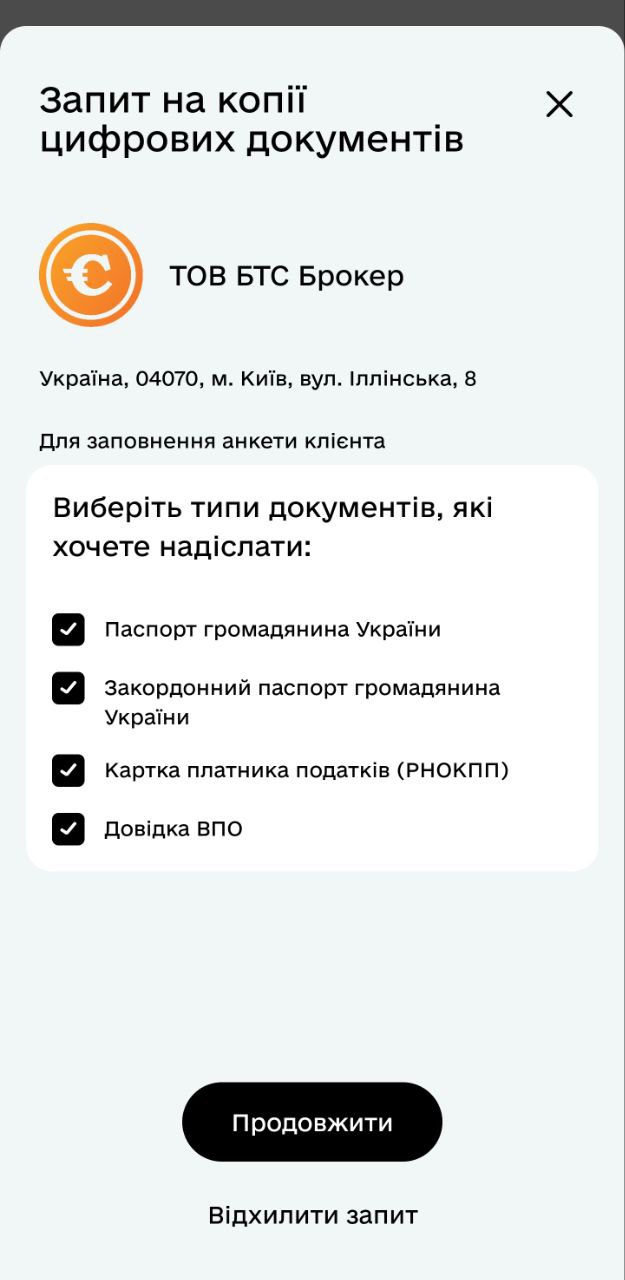 Запит на копії
цифрових документів
ТОВ БТС Брокер
Україна, 04070, м. Київ, вул. Іллінська, 8
Для заповнення анкети клієнта
Виберіть типи документів, які
хочете надіслати:
Паспорт громадянина України
Закордонний паспорт громадянина
України
Картка платника податків (РНОКПП)
Довідка ВПО
Продовжити
Відхилити запит